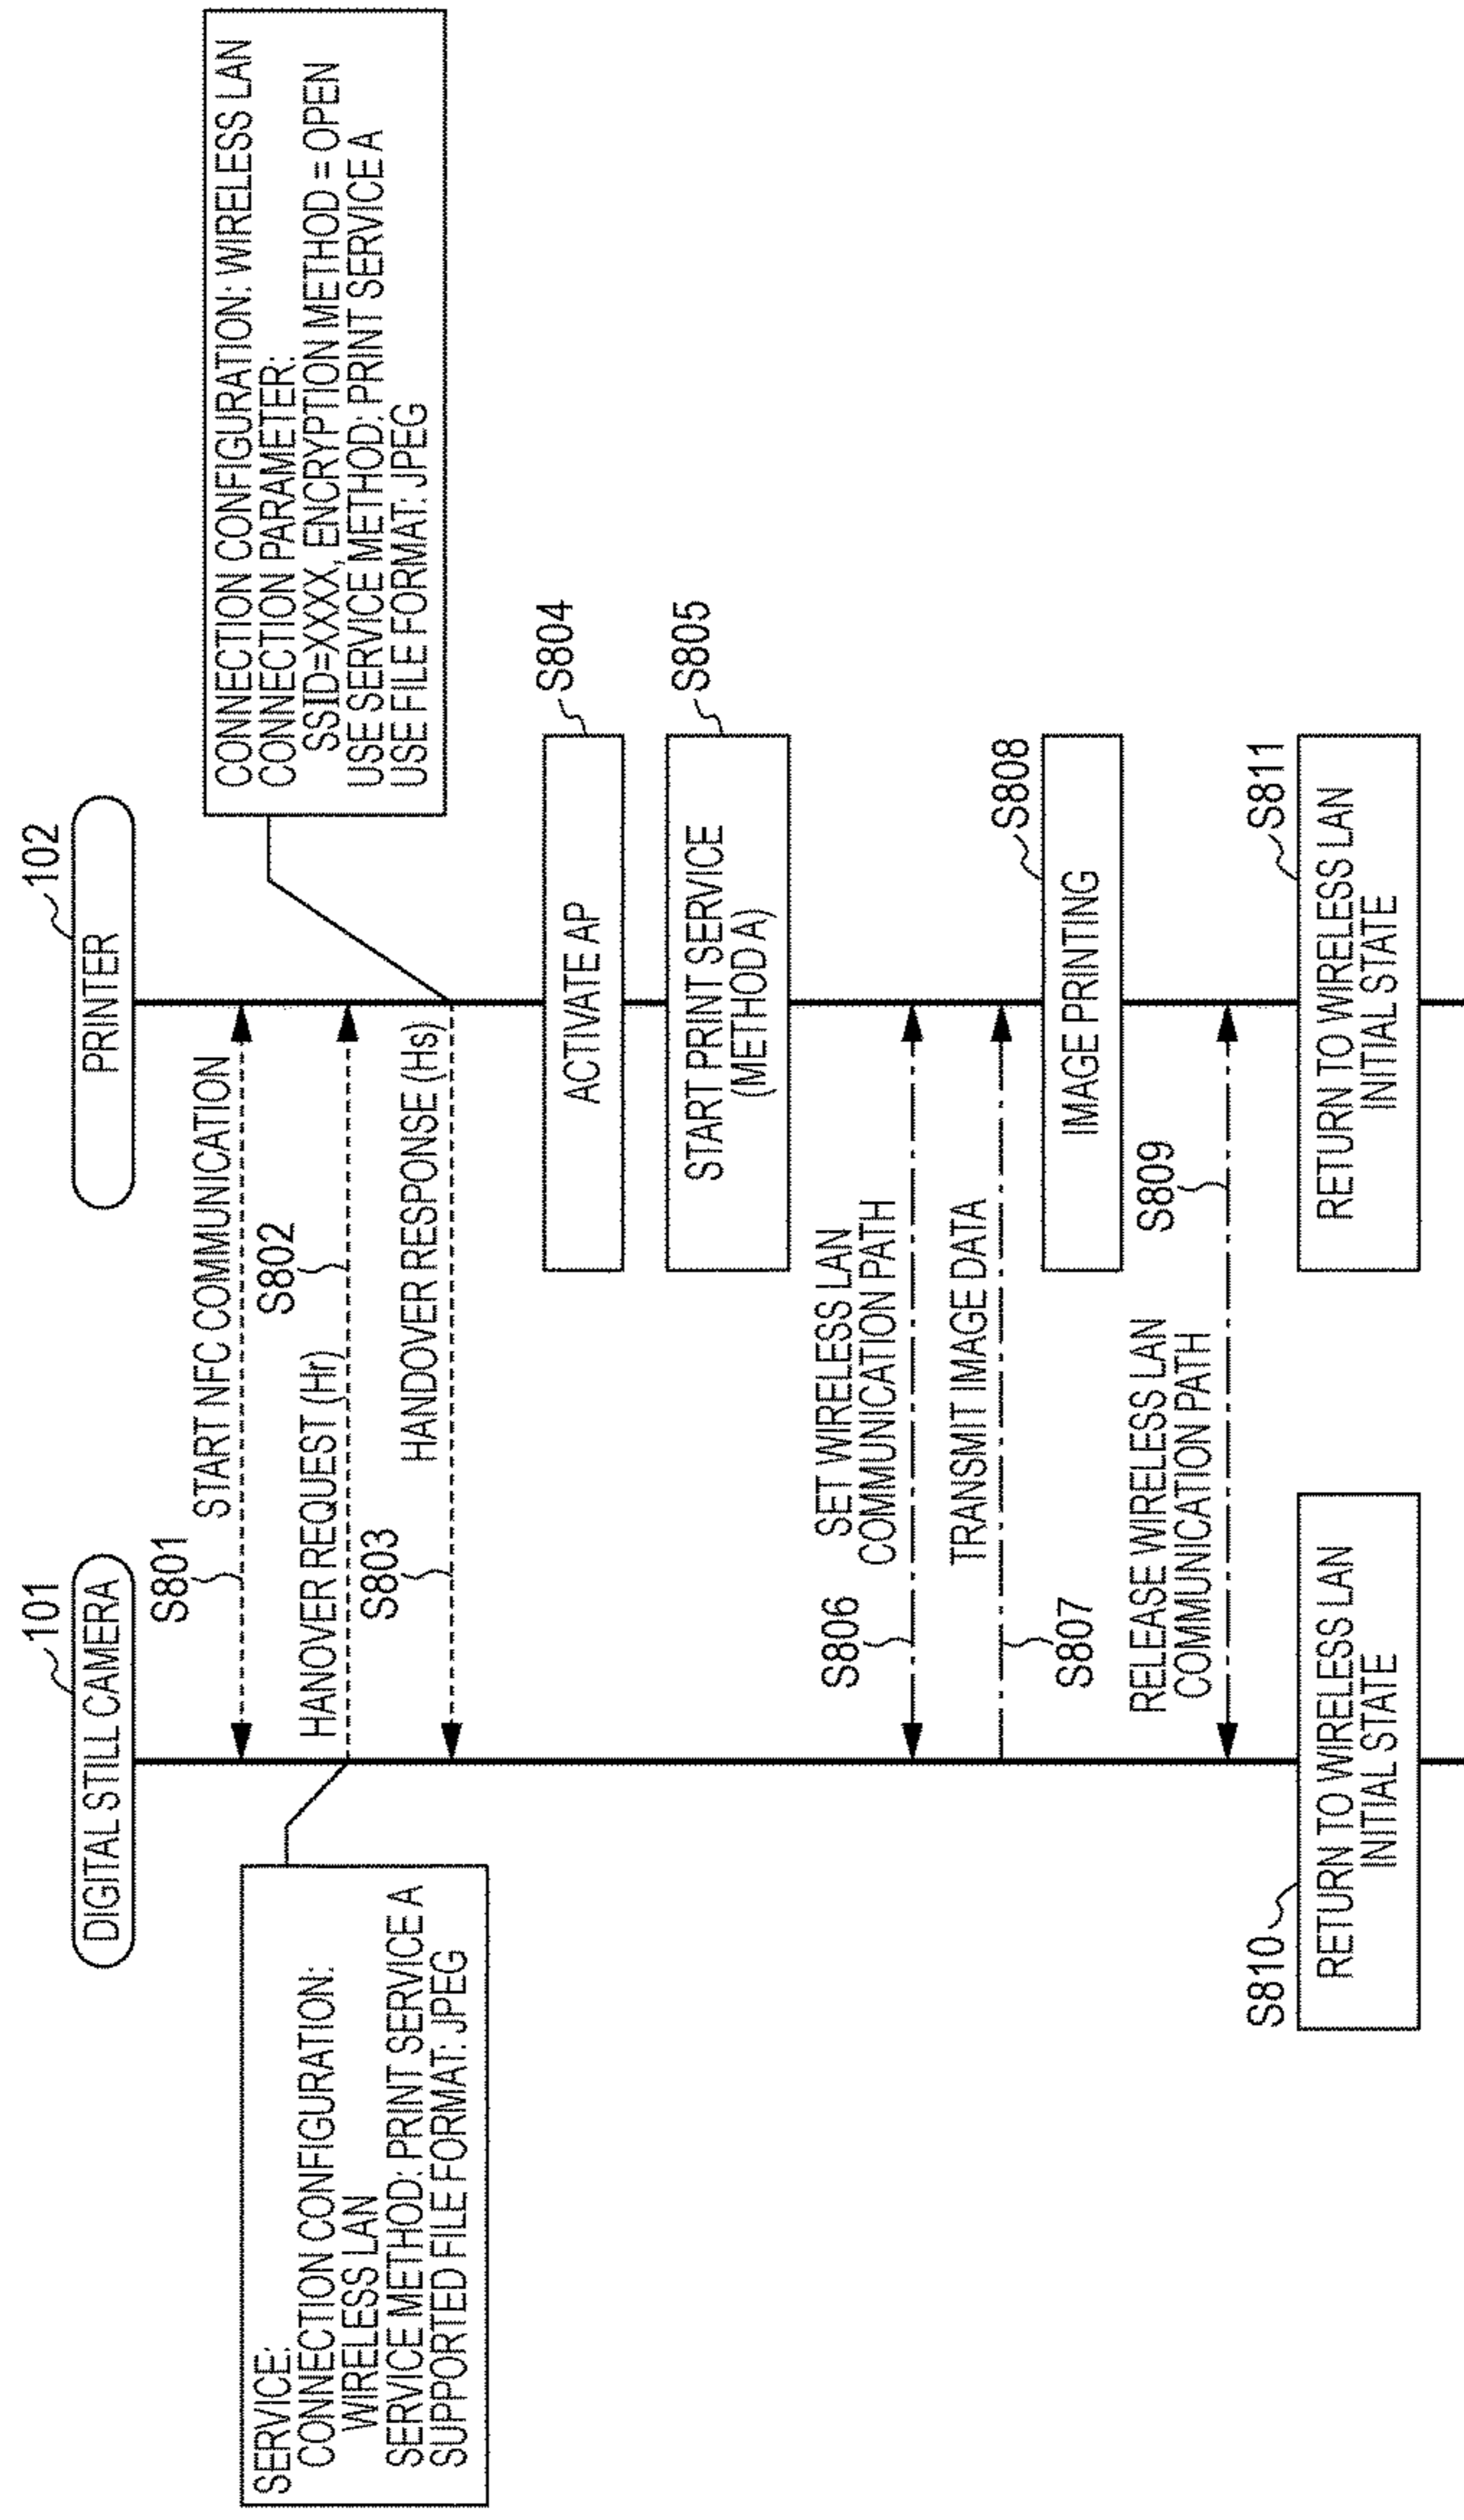 101
DIGITAL STILL CAMERA
102
PRINTER
S801
START NFC COMMUNICATION
SERVICE:
CONNECTION CONFIGURATION:
WIRELESS LAN
SERVICE METHOD: PRINT SERVICE A
SUPPORTED FILE FORMAT: JPEG
HANOVER REQUEST (Hr)
S802
CONNECTION CONFIGURATION: WIRELESS LAN
CONNECTION PARAMETER:
SSID=XXXX, ENCRYPTION METHOD = OPEN
USE SERVICE METHOD: PRINT SERVICE A
USE FILE FORMAT: JPEG
S803
HANDOVER RESPONSE (Hs)
S804
ACTIVATE AP
S805
START PRINT SERVICE
(METHOD A)
S806
SET WIRELESS LAN
COMMUNICATION PATH
TRANSMIT IMAGE DATA
S807
S808
IMAGE PRINTING
RELEASE WIRELESS LAN
COMMUNICATION PATH
S809
S810
RETURN TO WIRELESS LAN
INITIAL STATE
S811
RETURN TO WIRELESS LAN
INITIAL STATE